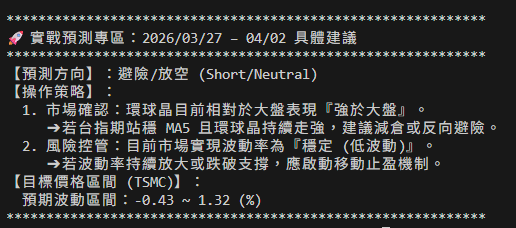 ************************************************************
🚀 實戰預測專區：2026/03/27 – 04/02 具體建議
************************************************************
【預測方向】：避險/放空 (Short/Neutral)
【操作策略】：
1. 市場確認：環球晶目前相對於大盤表現『強於大盤』。
➔若台指期站穩 MA5 且環球晶持續走強，建議減倉或反向避險。
2. 風險控管：目前市場實現波動率為『穩定 (低波動)』。
➔若波動率持續放大或跌破支撐，應啟動移動止盈機制。
【目標價格區間 (TSMC)】：
預期波動區間：-0.43 ~ 1.32 (%)
************************************************************